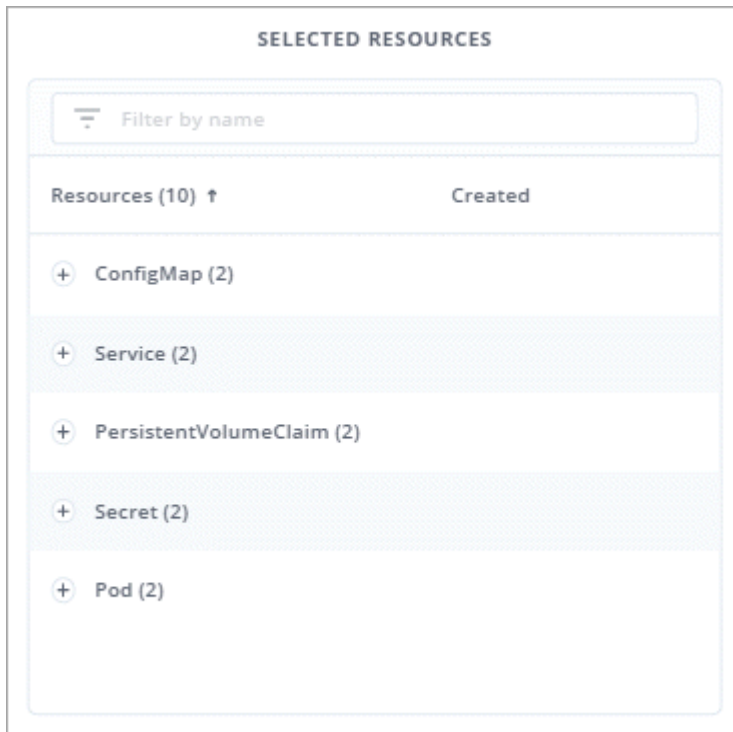 SELECTED RESOURCES
Filter by name
Resources (10) ↑ Created
ConfigMap (2)
Service (2)
PersistentVolumeClaim (2)
Secret (2)
Pod (2)